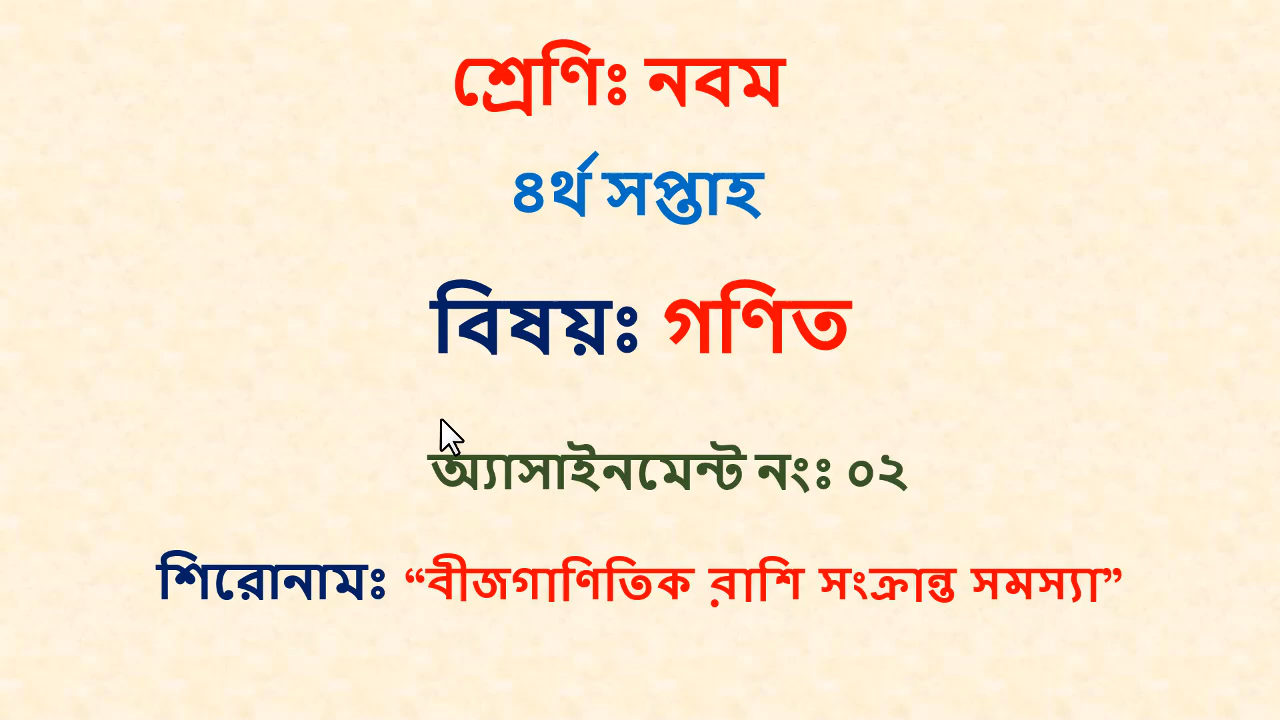 শ্রেণিঃ নবম
৪র্থ সপ্তাহ
বিষয়ঃ গণিত
অ্যাসাইনমেন্ট নংঃ ০২
শিরোনামঃ “বীজগাণিতিক রাশি সংক্রান্ত সমস্যা”